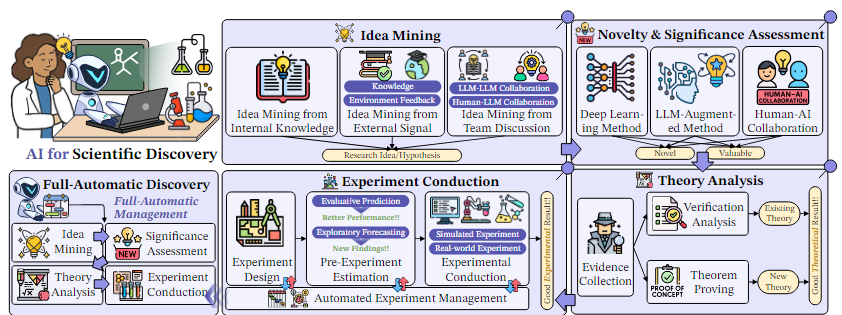 AI for Scientific Discovery
Idea Mining
Idea Mining from
Internal Knowledge
Knowledge
Environment Feedback
Idea Mining from
External Signal
LLM-LLM Collaboration
Human-LLM Collaboration
Idea Mining from
Team Discussion
Research Idea/Hypothesis
NEW
Novelty & Significance Assessment
Deep Learn-
ing Method
LLM-Augment-
ed Method
HUMAN-AI
COLLABORATION
Human-AI
Collaboration
Novel
Valuable
Full-Automatic Discovery
Full-Automatic
Management
Idea
Mining
NEW
Significance
Assessment
Theory
Analysis
Experiment
Conduction
Experiment Conduction
Experiment
Design
Evaluative Prediction
Better Performance!!
Exploratory Forecasting
New Findings!!
Pre-Experiment
Estimation
Simulated Experiment
Real-world Experiment
Experimental
Conduction
Automated Experiment Management
Good Experimental Result!!
Theory Analysis
Evidence
Collection
Verification
Analysis
Existing
Theory
PROOF OF
CONCEPT
Theorem
Proving
New
Theory
Good Theoretical Result!!